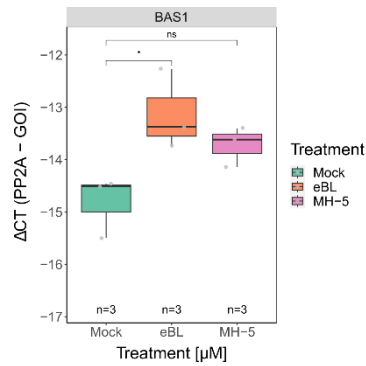 BAS1
ns
*
−12
−13
−14
−15
−16
−17
ΔCT (PP2A − GOI)
n=3
n=3
n=3
Mock
eBL
MH−5
Treatment [µM]
Treatment
Mock
eBL
MH−5